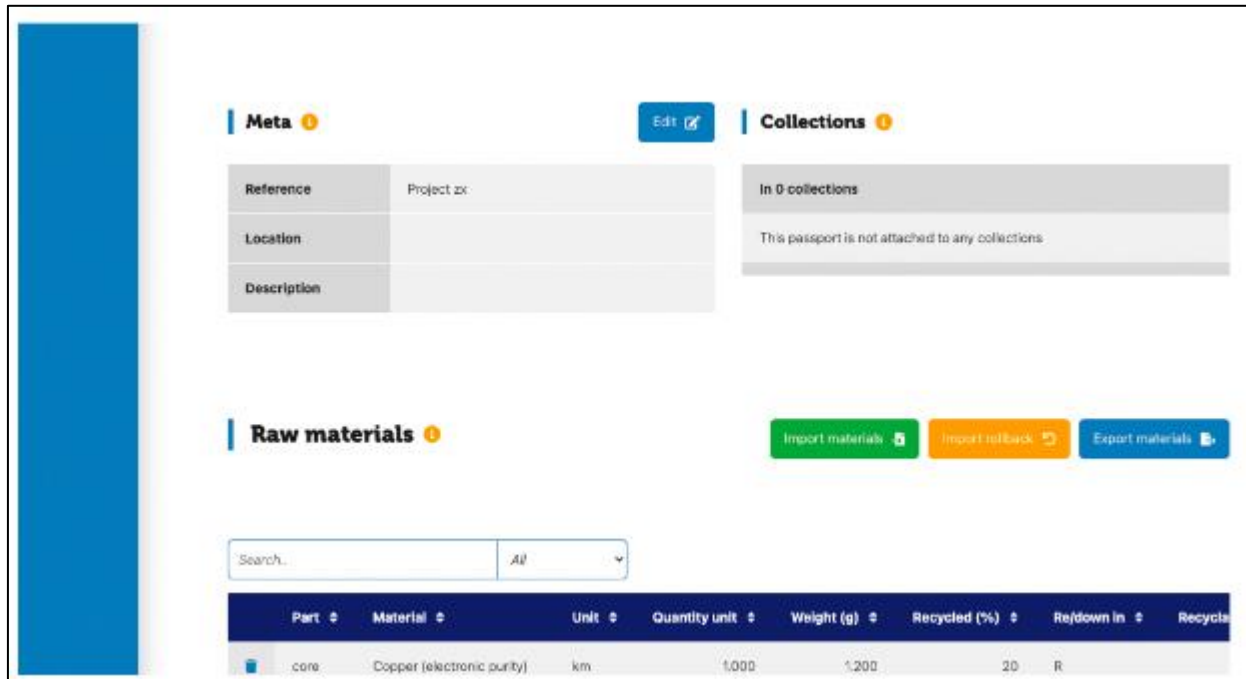 Meta
Edit
Collections
Reference Project zx
In 0 collections
Location
This passport is not attached to any collections
Description
Raw materials
Import materials
Import rollback
Export materials
Search..
All
Part Material Unit Quantity unit Weight (g) Recycled (%) Re/down in Recycla
core Copper (electronic purity) km 1,000 1,200 20 R